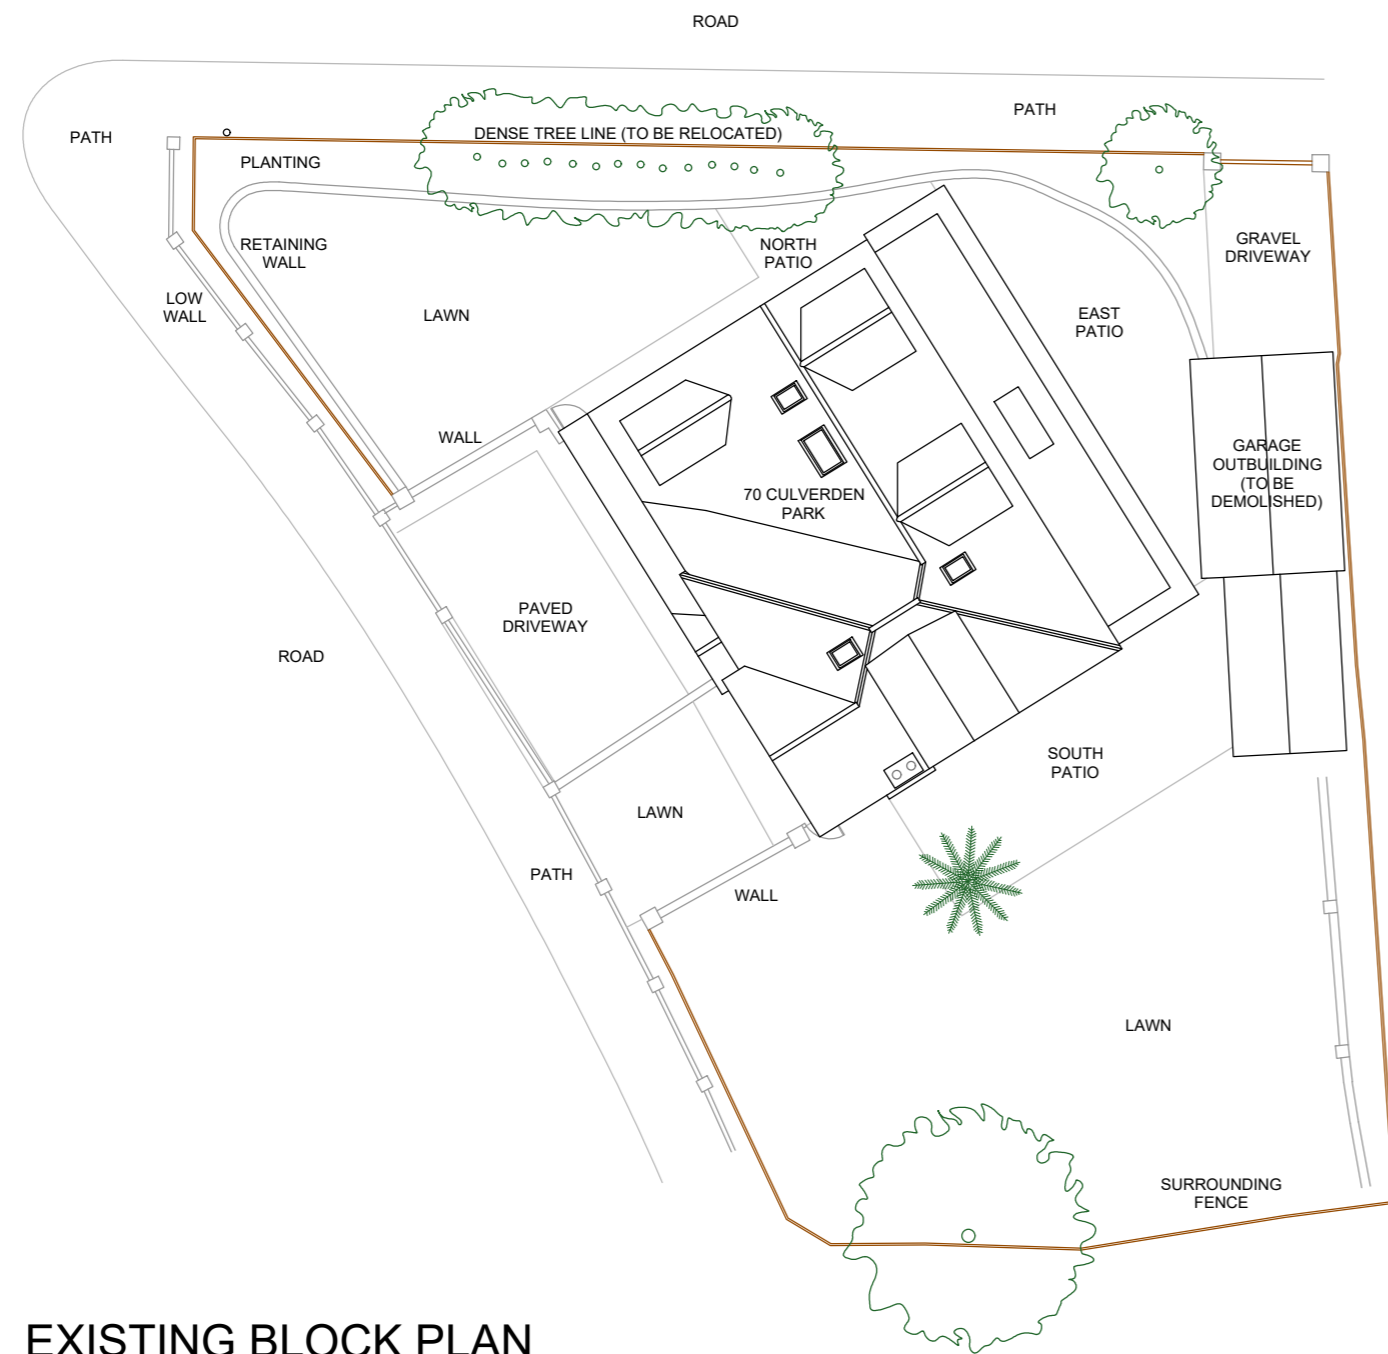 ROAD
PATH
PATH
DENSE TREE LINE (TO BE RELOCATED)
PLANTING
RETAINING
WALL
NORTH
PATIO
GRAVEL
DRIVEWAY
LOW
WALL
LAWN
EAST
PATIO
WALL
GARAGE
OUTBUILDING
(TO BE
DEMOLISHED)
70 CULVERDEN
PARK
PAVED
DRIVEWAY
ROAD
SOUTH
PATIO
LAWN
PATH
WALL
LAWN
SURROUNDING
FENCE
EXISTING BLOCK PLAN